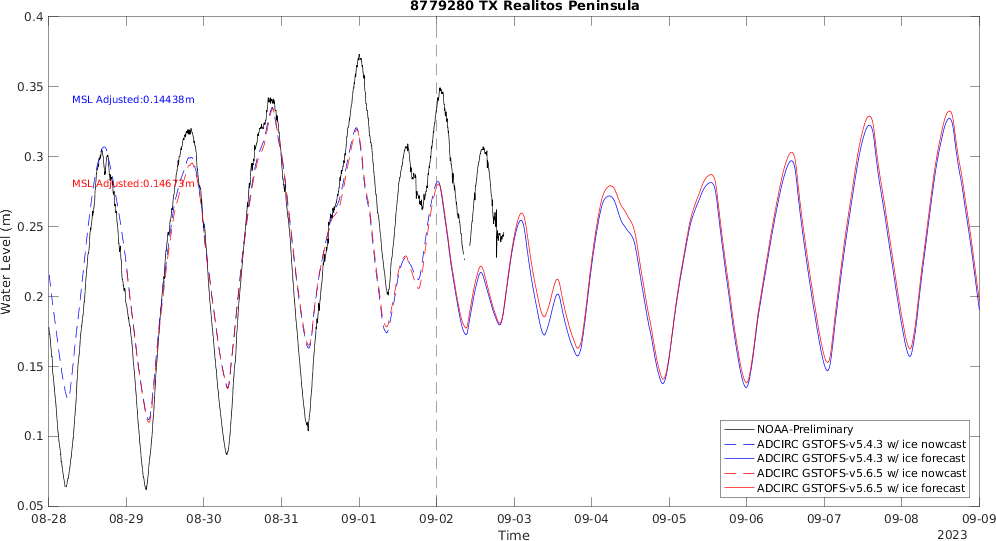 8779280 TX Realitos Peninsula
0.4
0.35
0.3
0.25
0.2
0.15
0.1
0.05
Water Level (m)
MSL Adjusted:0.14438m
MSL Adjusted:0.14673m
NOAA-Preliminary
ADCIRC GSTOFS-v5.4.3 w/ ice nowcast
ADCIRC GSTOFS-v5.4.3 w/ ice forecast
ADCIRC GSTOFS-v5.6.5 w/ ice nowcast
ADCIRC GSTOFS-v5.6.5 w/ ice forecast
08-28 08-29 08-30 08-31 09-01 09-02 09-03 09-04 09-05 09-06 09-07 09-08 09-09
Time
2023